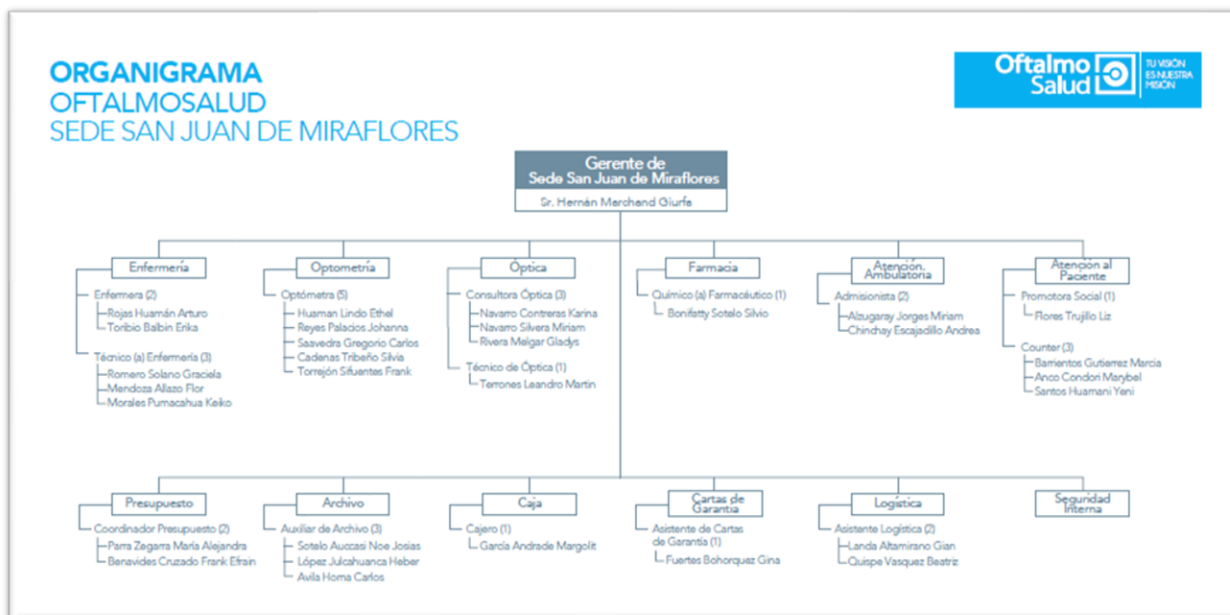 ORGANIGRAMA
OFTALMOSALUD
SEDE SAN JUAN DE MIRAFLORES
Oftalmo
Salud
TU VISIÓN
ES NUESTRA
MISIÓN
Gerente de
Sede San Juan de Miraflores
Sr. Hernán Marchand Giurfa
Enfermería
Enfermera (2)
Rojas Huamán Arturo
Toribio Balbin Erika
Técnico (a) Enfermería (3)
Romero Solano Graciela
Mendoza Allazo Flor
Morales Pumacahua Keiko
Optometría
Optómetra (5)
Huaman Lindo Ethel
Reyes Palacios Johanna
Saavedra Gregorio Carlos
Cadenas Tribeño Silvia
Torrejón Sifuentes Frank
Óptica
Consultora Óptica (3)
Navarro Contreras Karina
Navarro Silvera Miriam
Rivera Melgar Gladys
Técnico de Óptica (1)
Terrones Leandro Martin
Farmacia
Químico (a) Farmacéutico (1)
Bonifatty Sotelo Silvio
Atención.
Ambulatoria
Admisionista (2)
Alzugaray Jorges Miriam
Chinchay Escajadillo Andrea
Atención al
Paciente
Promotora Social (1)
Flores Trujillo Liz
Counter (3)
Barrientos Gutierrez Marcia
Anco Condori Marybel
Santos Huamani Yeni
Presupuesto
Coordinador Presupuesto (2)
Parra Zegarra María Alejandra
Benavides Cruzado Frank Efrain
Archivo
Auxiliar de Archivo (3)
Sotelo Auccasi Noe Josias
López Julcahuanca Heber
Avila Homa Carlos
Caja
Cajero (1)
García Andrade Margolit
Cartas de
Garantía
Asistente de Cartas
de Garantía (1)
Fuertes Bohorquez Gina
Logística
Asistente Logística (2)
Landa Altamirano Gian
Quispe Vasquez Beatriz
Seguridad
Interna